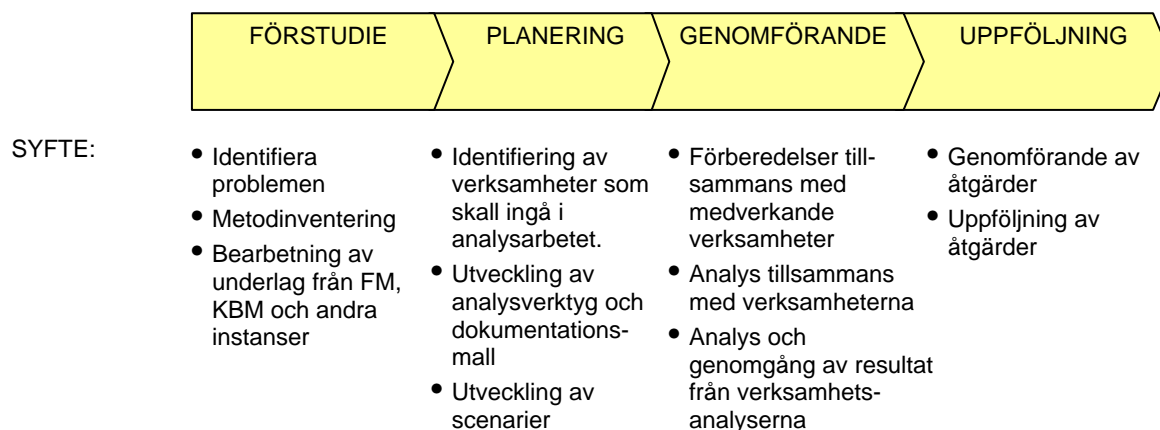 FÖRSTUDIE
PLANERING
GENOMFÖRANDE
UPPFÖLJNING
SYFTE:
• Identifiera
problemen
• Metodinventering
• Bearbetning av
underlag från FM,
KBM och andra
instanser
• Identifiering av
verksamheter som
skall ingå i
analysarbetet.
• Utveckling av
analysverktyg och
dokumentations-
mall
• Utveckling av
scenarier
• Förberedelser till-
sammans med
medverkande
verksamheter
• Analys tillsammans
med verksamheterna
• Analys och
genomgång av resultat
från verksamhets-
analyserna
• Genomförande av
åtgärder
• Uppföljning av
åtgärder